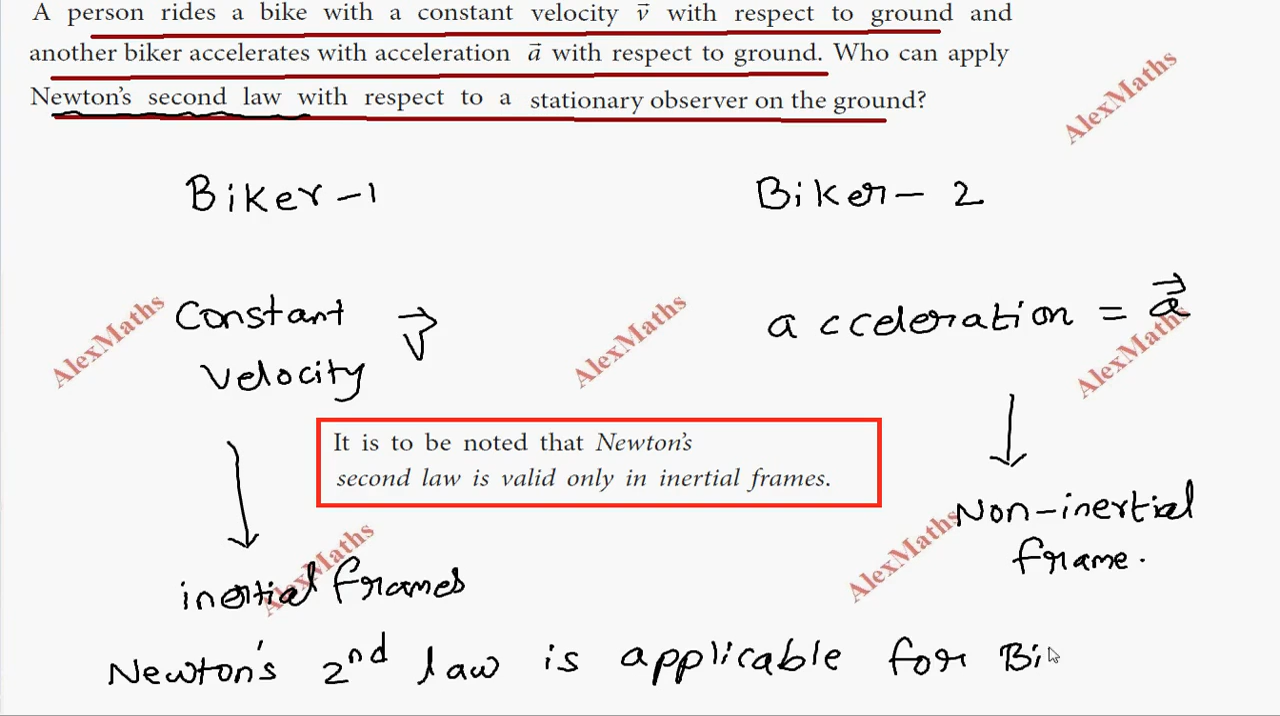 A person rides a bike with a constant velocity v⃗ with respect to ground and
another biker accelerates with acceleration a⃗ with respect to ground. Who can apply
Newton's second law with respect to a stationary observer on the ground?
AlexMaths
Biker-1
Biker-2
Constant velocity v⃗
acceleration = a⃗
AlexMaths
AlexMaths
AlexMaths
It is to be noted that Newton's
second law is valid only in inertial frames.
Non-inertial
frame.
AlexMaths
AlexMaths
inertial frames
Newton's 2nd law is applicable for Bi